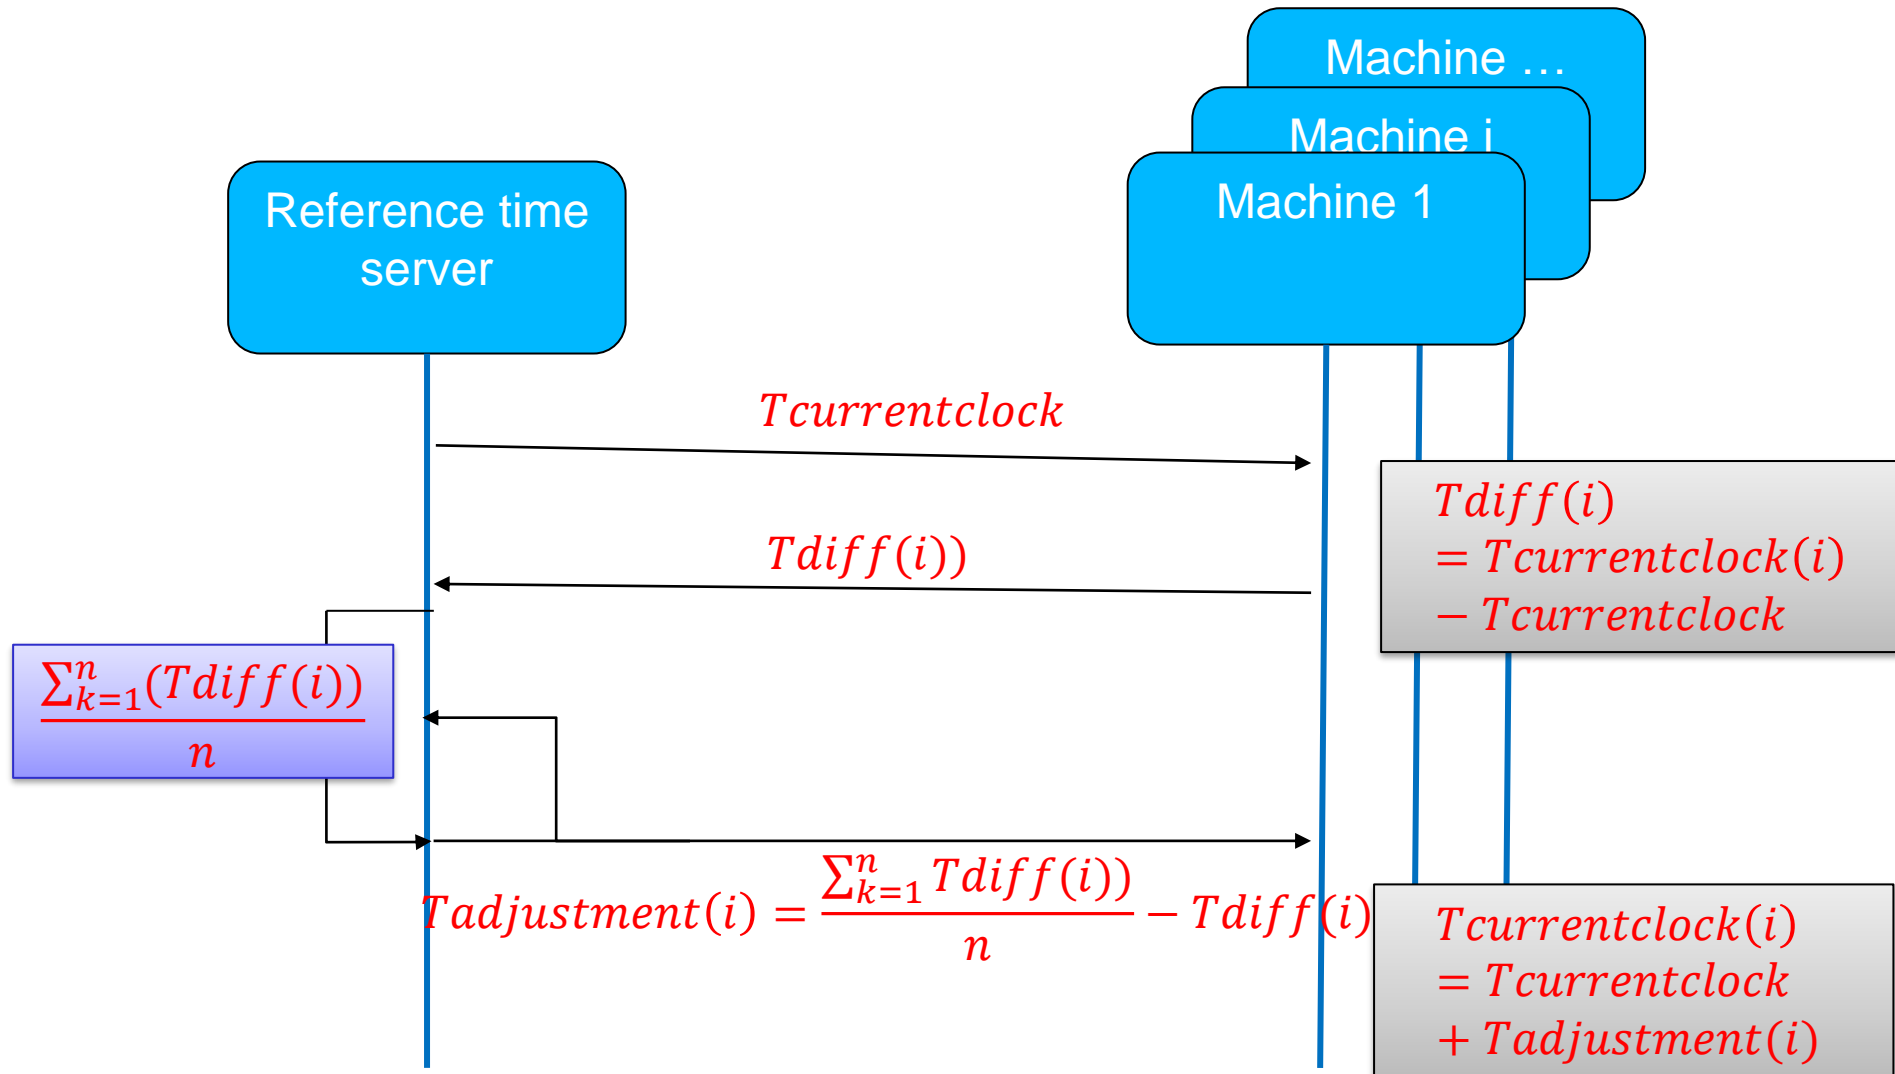 Machine …
Machine i
Machine 1
Reference time
server
Tcurrentclock
Tdiff(i))
Tdiff(i)
= Tcurrentclock(i)
− Tcurrentclock
∑ⁿₖ₌₁(Tdiff(i))
n
Tadjustment(i) = ∑ⁿₖ₌₁ Tdiff(i)) / n − Tdiff(i)
Tcurrentclock(i)
= Tcurrentclock
+ Tadjustment(i)